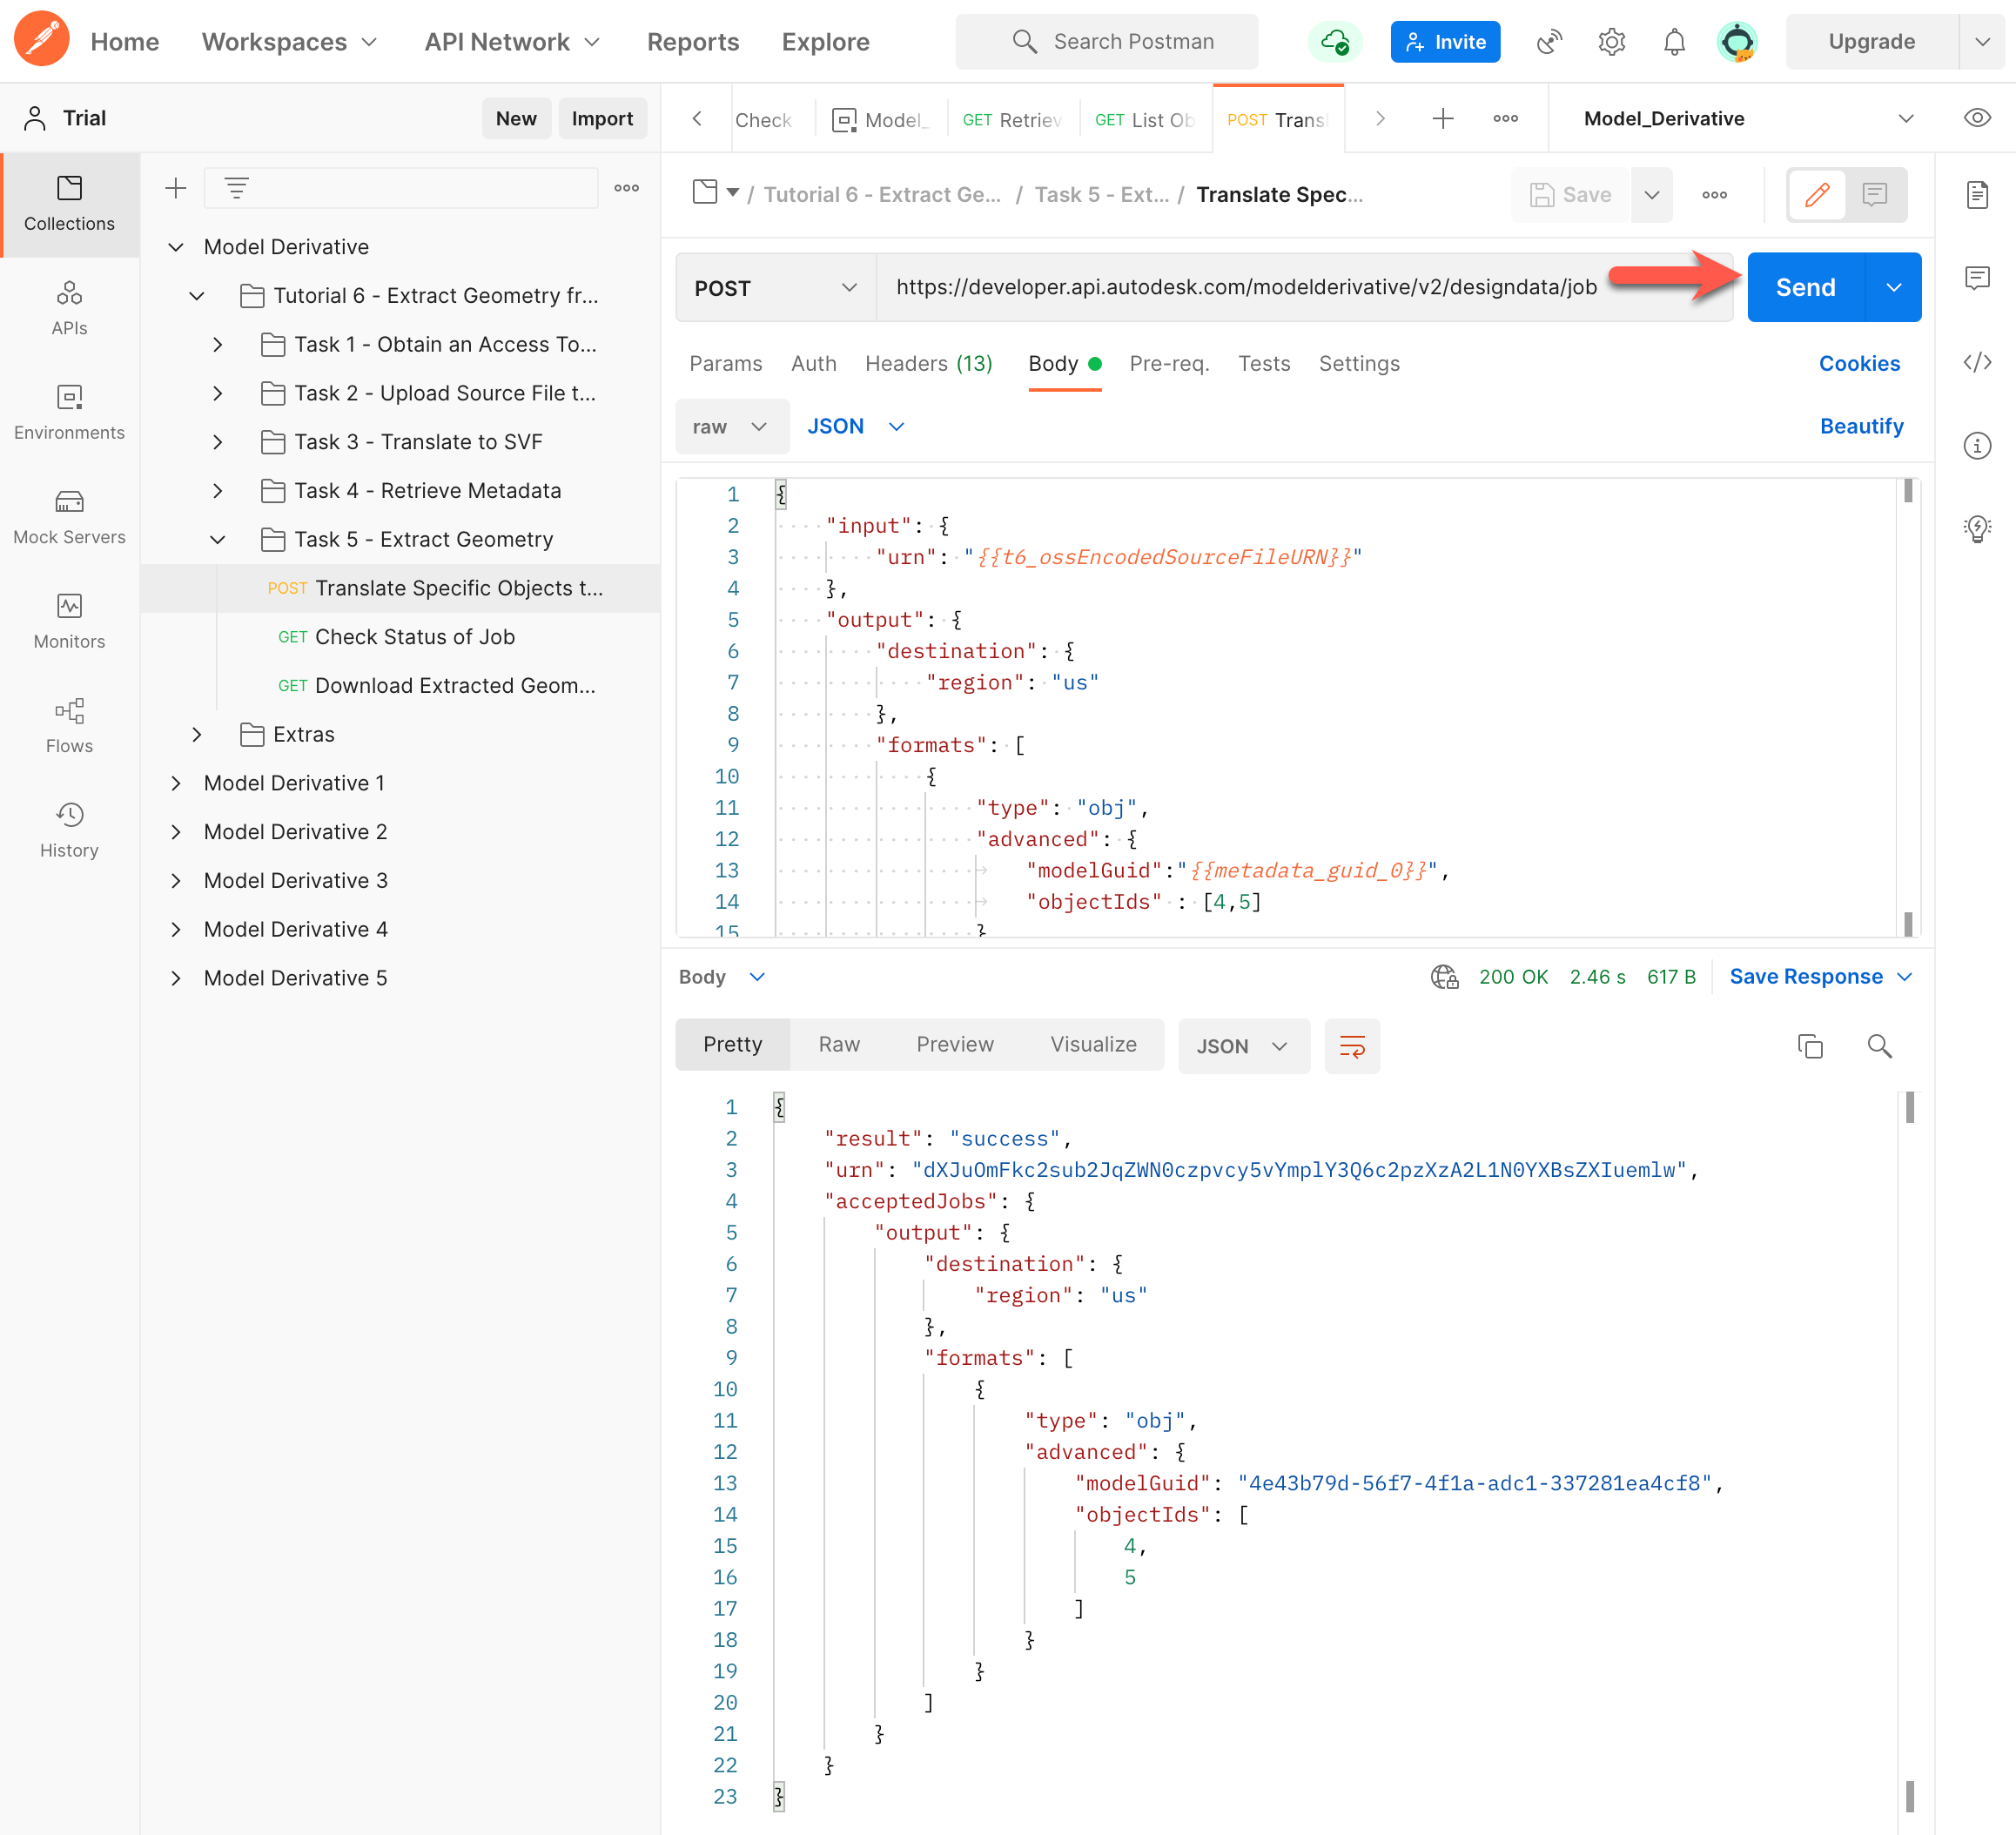 Home Workspaces API Network Reports Explore Search Postman Invite Upgrade
Trial New Import
Check Model_ GET Retriev GET List Ob POST Transl Model_Derivative
Collections
APIs
Environments
Mock Servers
Monitors
Flows
History
Model Derivative
Tutorial 6 - Extract Geometry fr...
Task 1 - Obtain an Access To...
Task 2 - Upload Source File t...
Task 3 - Translate to SVF
Task 4 - Retrieve Metadata
Task 5 - Extract Geometry
POST Translate Specific Objects t...
GET Check Status of Job
GET Download Extracted Geom...
Extras
Model Derivative 1
Model Derivative 2
Model Derivative 3
Model Derivative 4
Model Derivative 5
/ Tutorial 6 - Extract Ge... / Task 5 - Ext... / Translate Spec... Save
POST https://developer.api.autodesk.com/modelderivative/v2/designdata/job Send
Params Auth Headers (13) Body Pre-req. Tests Settings Cookies
raw JSON Beautify
1 {
2 "input": {
3 "urn": "{{t6_ossEncodedSourceFileURN}}"
4 },
5 "output": {
6 "destination": {
7 "region": "us"
8 },
9 "formats": [
10 {
11 "type": "obj",
12 "advanced": {
13 "modelGuid":"{{metadata_guid_0}}",
14 "objectIds" : [4,5]
15 }
Body 200 OK 2.46 s 617 B Save Response
Pretty Raw Preview Visualize JSON
1 {
2 "result": "success",
3 "urn": "dXJuOmFkc2sub2JqZWN0czpvcy5vYmplY3Q6c2pzXzA2L1N0YXBsZXIuemlw",
4 "acceptedJobs": {
5 "output": {
6 "destination": {
7 "region": "us"
8 },
9 "formats": [
10 {
11 "type": "obj",
12 "advanced": {
13 "modelGuid": "4e43b79d-56f7-4f1a-adc1-337281ea4cf8",
14 "objectIds": [
15 4,
16 5
17 ]
18 }
19 }
20 ]
21 }
22 }
23 }